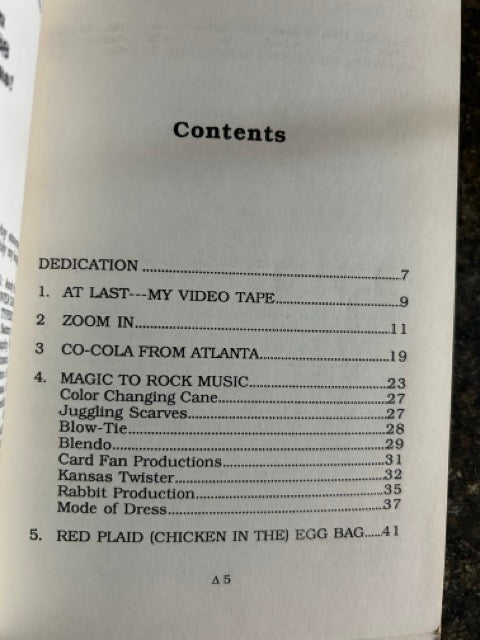 Contents
DEDICATION ................................................................7
1. AT LAST---MY VIDEO TAPE..............................9
2 ZOOM IN................................................................11
3 CO-COLA FROM ATLANTA................................19
4. MAGIC TO ROCK MUSIC..................................23
Color Changing Cane..........................................27
Juggling Scarves................................................27
Blow-Tie..............................................................28
Blendo.................................................................29
Card Fan Productions........................................31
Kansas Twister...................................................32
Rabbit Production..............................................35
Mode of Dress....................................................37
5. RED PLAID (CHICKEN IN THE) EGG BAG.....41
Δ 5